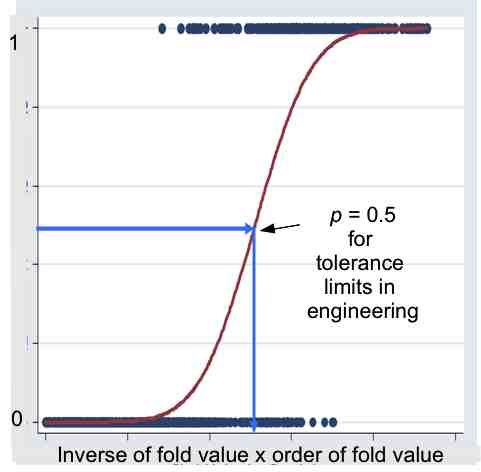 1
p = 0.5
for
tolerance
limits in
engineering
0
Inverse of fold value x order of fold value